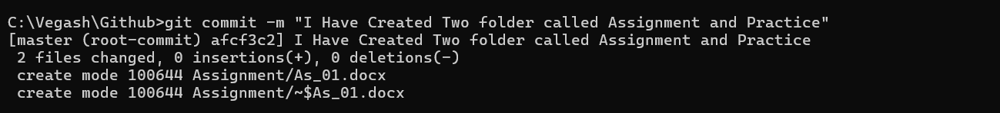 C:\Vegash\Github>git commit -m "I Have Created Two folder called Assignment and Practice"
[master (root-commit) afcf3c2] I Have Created Two folder called Assignment and Practice
 2 files changed, 0 insertions(+), 0 deletions(-)
 create mode 100644 Assignment/As_01.docx
 create mode 100644 Assignment/~$As_01.docx